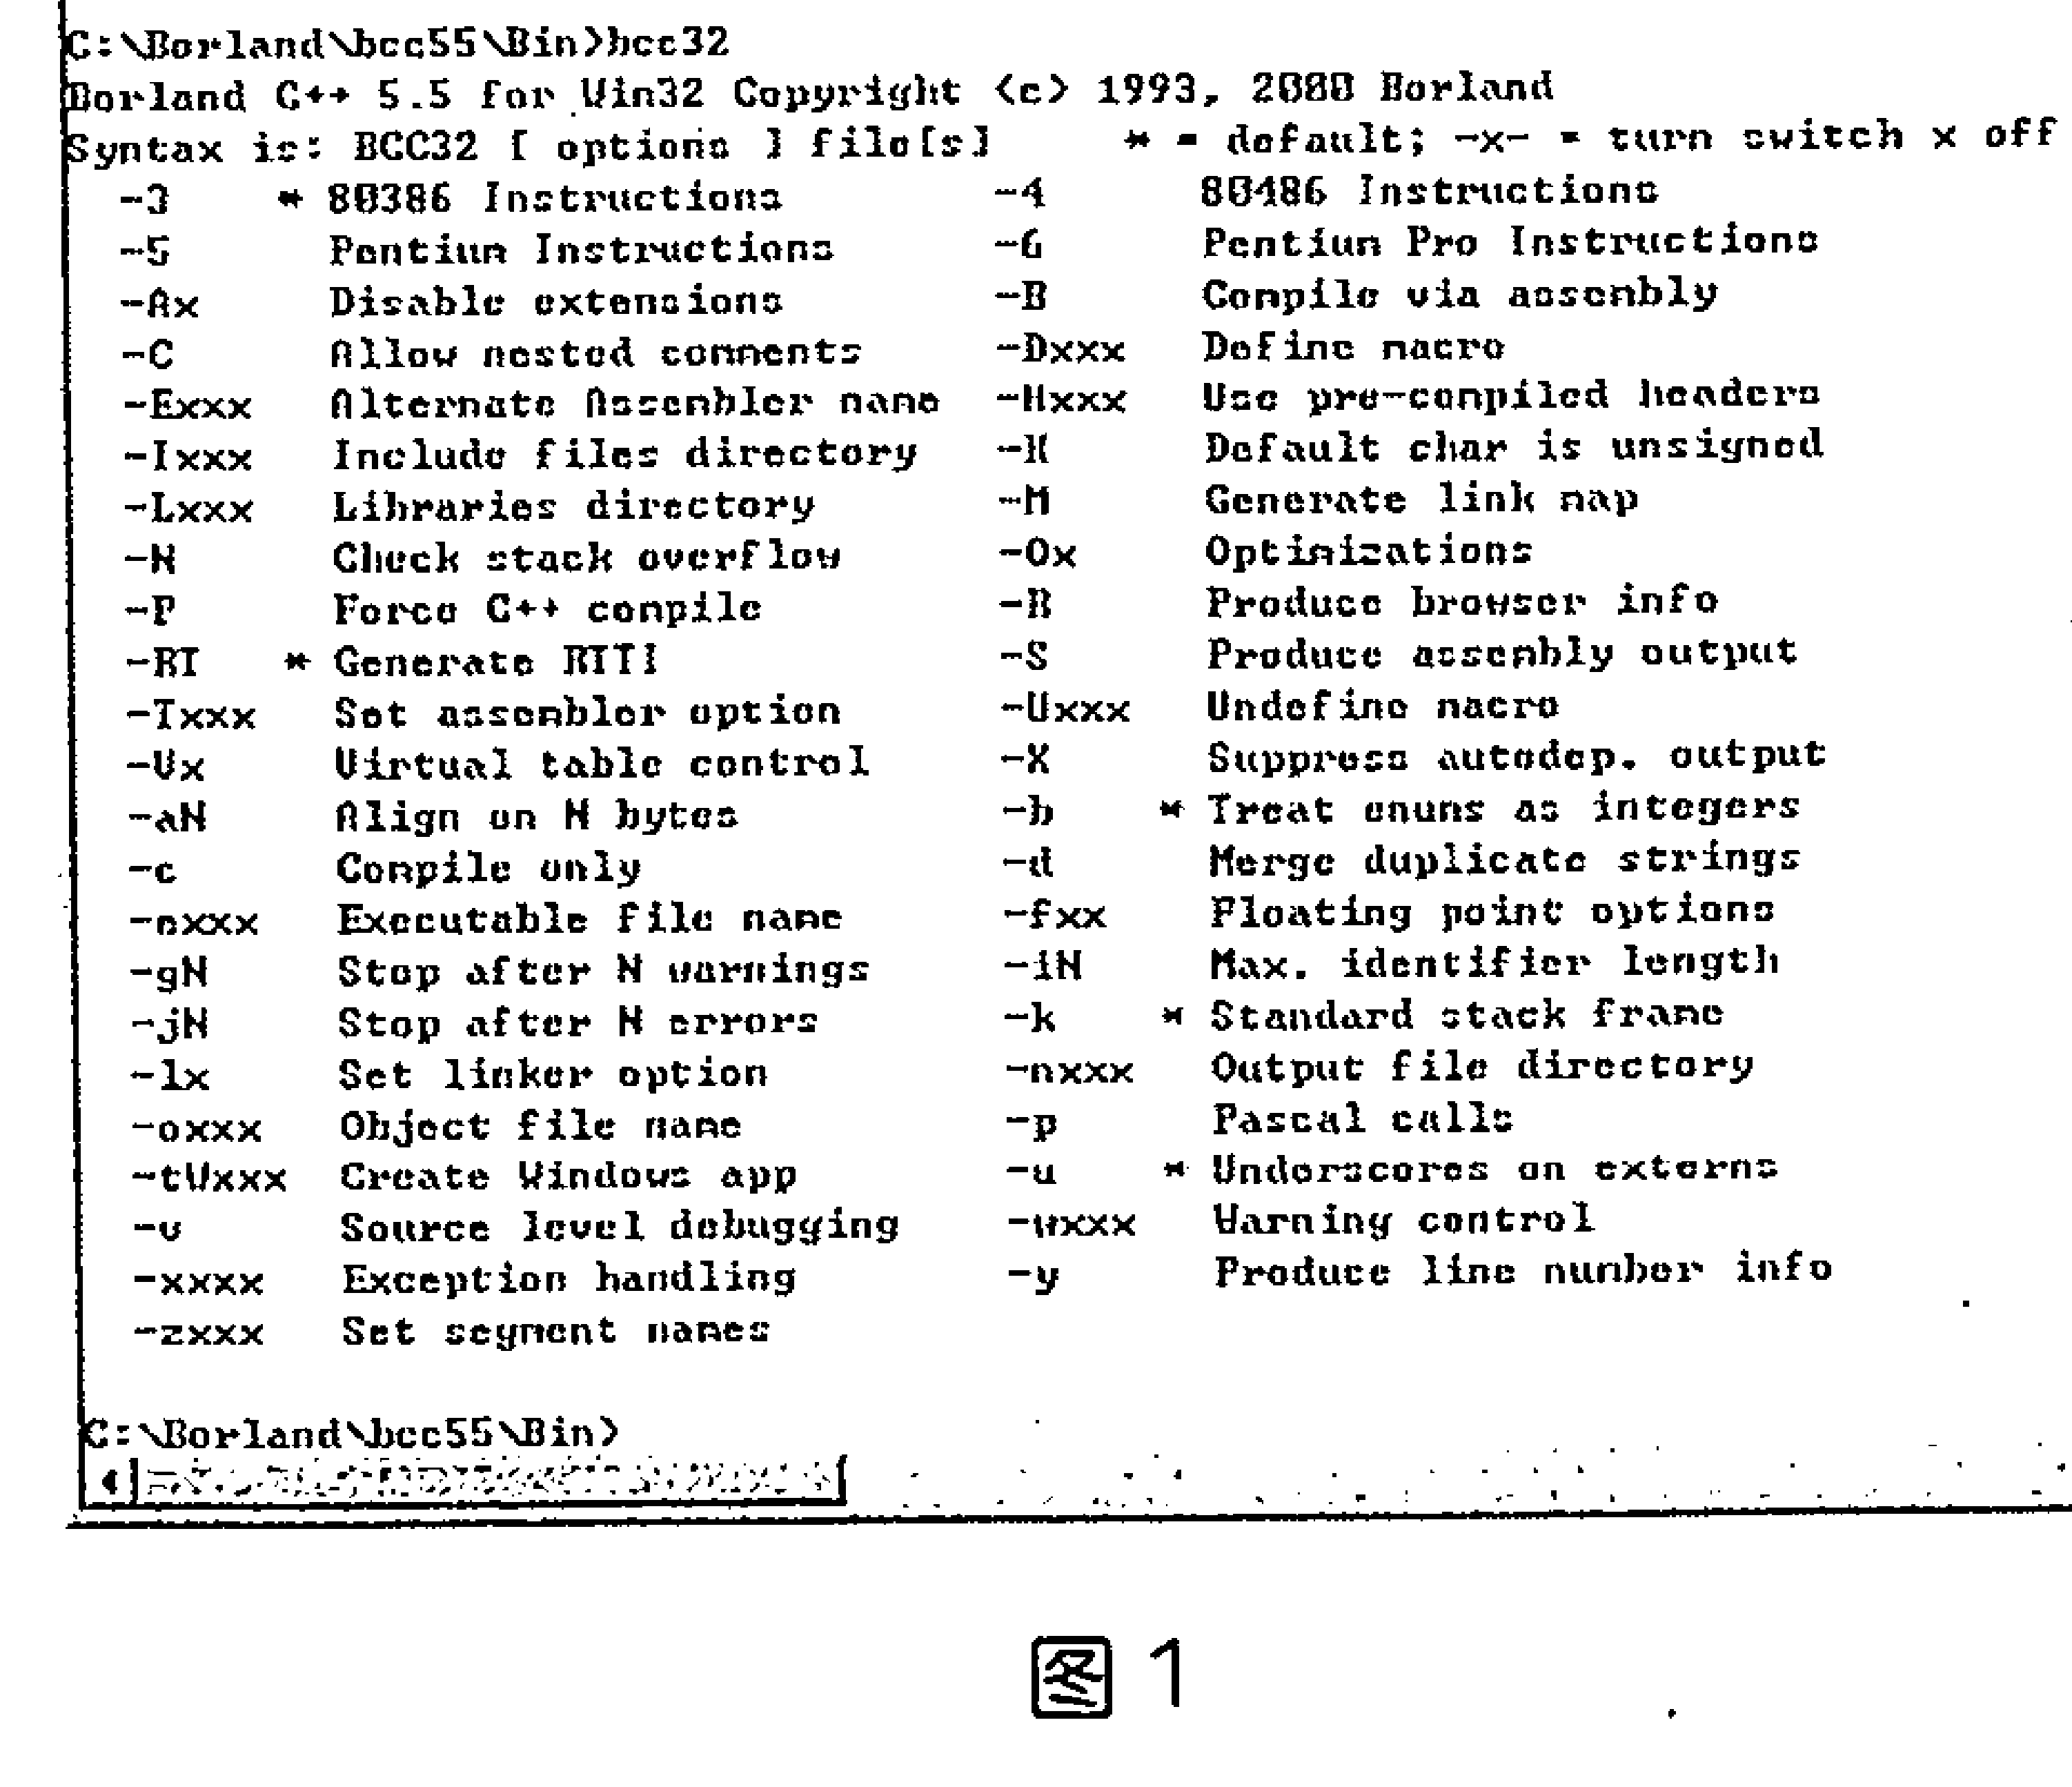 C:\Borland\bcc55\Bin>bcc32
Borland C++ 5.5 for Win32 Copyright (c) 1993, 2000 Borland
Syntax is: BCC32 [ options ] file[s]     * = default; -x- = turn switch x off
-3 * 80386 Instructions -4 80486 Instructions
-5 Pentium Instructions -6 Pentium Pro Instructions
-Ax Disable extensions -B Compile via assembly
-C Allow nested comments -Dxxx Define macro
-Exxx Alternate Assembler name -Hxxx Use pre-compiled headers
-Ixxx Include files directory -K Default char is unsigned
-Lxxx Libraries directory -M Generate link map
-N Check stack overflow -Ox Optimizations
-P Force C++ compile -R Produce browser info
-RT * Generate RTTI -S Produce assembly output
-Txxx Set assembler option -Uxxx Undefine macro
-Vx Virtual table control -X Suppress autodep. output
-aN Align on N bytes -b * Treat enums as integers
-c Compile only -d Merge duplicate strings
-exxx Executable file name -fxx Floating point options
-gN Stop after N warnings -iN Max. identifier length
-jN Stop after N errors -k * Standard stack frame
-lx Set linker option -nxxx Output file directory
-oxxx Object file name -p Pascal calls
-tWxxx Create Windows app -u * Underscores on externs
-v Source level debugging -wxxx Warning control
-xxxx Exception handling -y Produce line number info
-zxxx Set segment names
C:\Borland\bcc55\Bin>
图 1